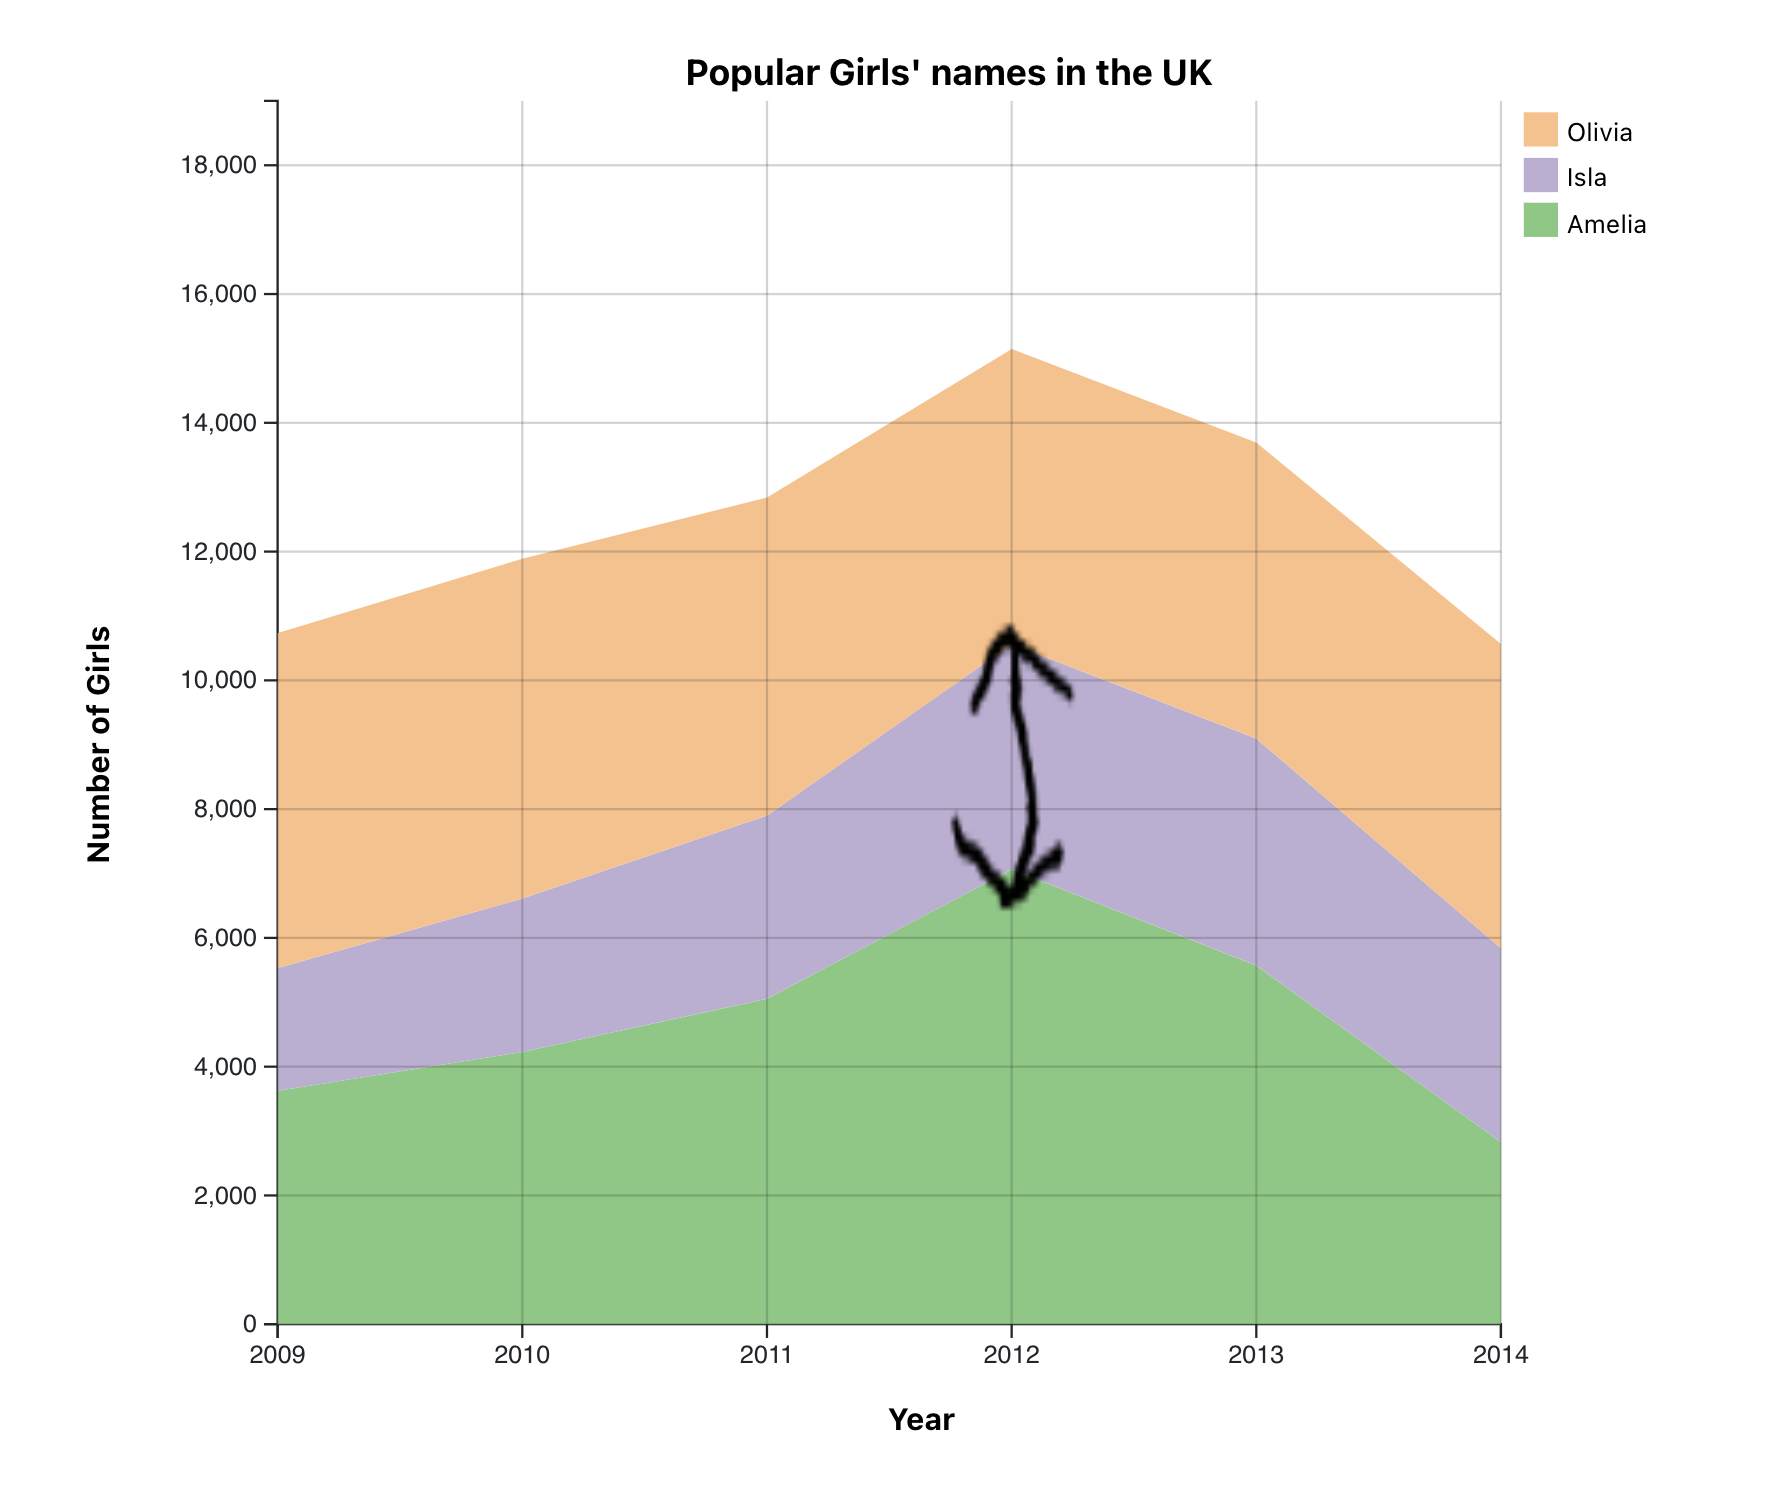 Popular Girls' names in the UK
Olivia
Isla
Amelia
18,000
16,000
14,000
12,000
10,000
8,000
6,000
4,000
2,000
0
Number of Girls
2009 2010 2011 2012 2013 2014
Year